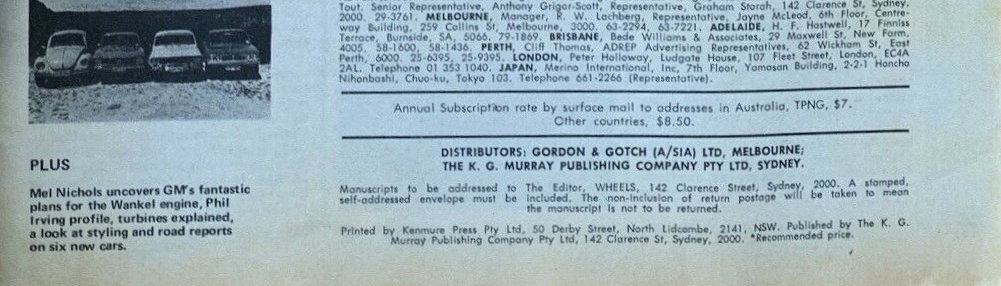 PLUS
Mel Nichols uncovers GM's fantastic
plans for the Wankel engine, Phil
Irving profile, turbines explained,
a look at styling and road reports
on six new cars.
Tout. Senior Representative, Anthony Grigor-Scott, Representative, Graham Storah, 142 Clarence St, Sydney,
2000. 29-3761. MELBOURNE, Manager, R. W. Lachberg, Representative, Jayne McLeod, 6th Floor, Centre-
way Building, 259 Collins St, Melbourne, 3000. 63-2294, 63-7221. ADELAIDE, H. F. Hastwell, 17 Finniss
Terrace, Burnside, SA, 5066. 79-1869. BRISBANE, Bede Williams & Associates, 29 Maxwell St, New Farm,
4005. 58-1600, 58-1436. PERTH, Cliff Thomas, ADREP Advertising Representatives, 62 Wickham St, East
Perth, 6000. 25-6395, 25-9395. LONDON, Peter Holloway, Ludgate House, 107 Fleet Street, London, EC4A
2AL. Telephone 01 353 1040. JAPAN, Merino International, Inc, 7th Floor, Yamasan Building, 2-2-1 Honcho
Nihonbashi, Chuo-ku, Tokyo 103. Telephone 661-2266 (Representative).
Annual Subscription rate by surface mail to addresses in Australia, TPNG, $7.
Other countries, $8.50.
DISTRIBUTORS: GORDON & GOTCH (A/SIA) LTD, MELBOURNE;
THE K. G. MURRAY PUBLISHING COMPANY PTY LTD, SYDNEY.
Manuscripts to be addressed to The Editor, WHEELS, 142 Clarence Street, Sydney, 2000. A stamped,
self-addressed envelope must be included. The non-inclusion of return postage will be taken to mean
the manuscript is not to be returned.
Printed by Kenmure Press Pty Ltd, 50 Derby Street, North Lidcombe, 2141, NSW. Published by The K. G.
Murray Publishing Company Pty Ltd, 142 Clarence St, Sydney, 2000. *Recommended price.